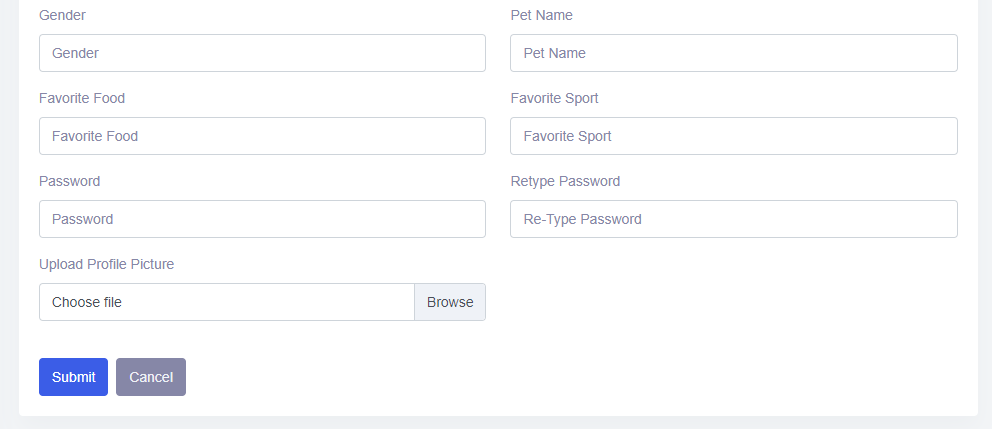 Gender Pet Name
Gender Pet Name
Favorite Food Favorite Sport
Favorite Food Favorite Sport
Password Retype Password
Password Re-Type Password
Upload Profile Picture
Choose file Browse
Submit Cancel